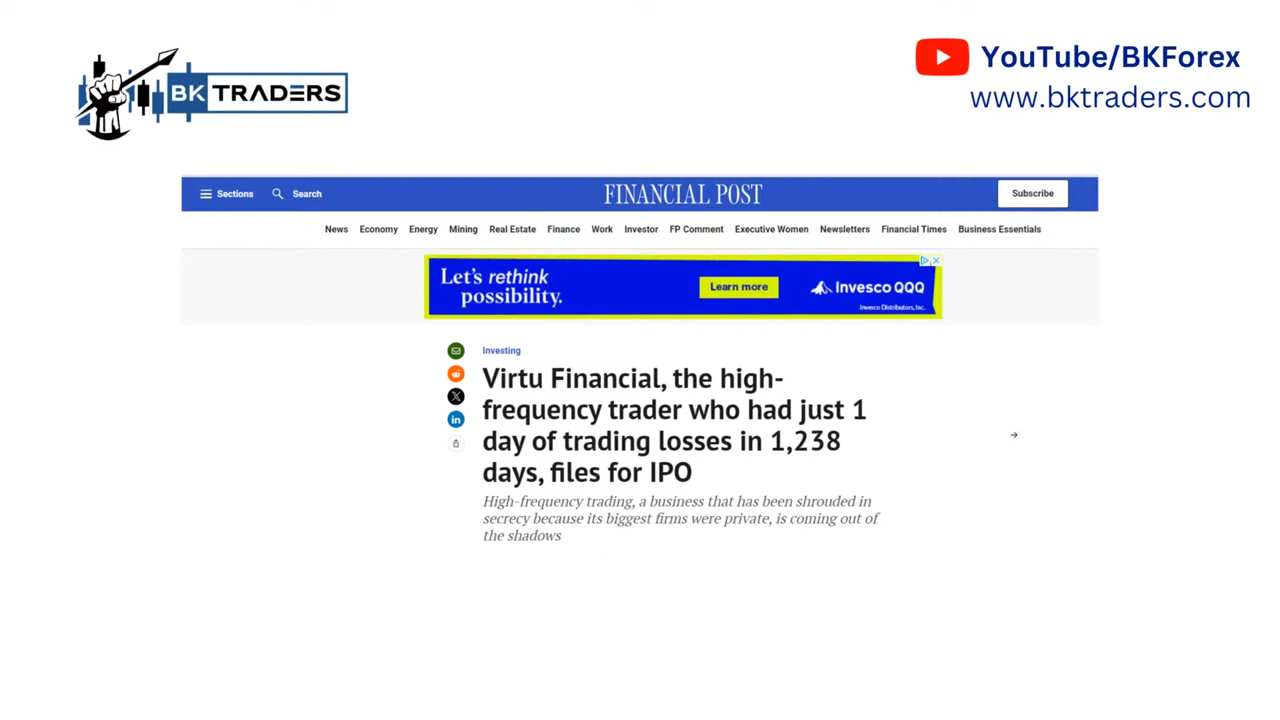 BK TRADERS
YouTube/BKForex
www.bktraders.com
Sections Search FINANCIAL POST Subscribe
News Economy Energy Mining Real Estate Finance Work Investor FP Comment Executive Women Newsletters Financial Times Business Essentials
Let's rethink
possibility.
Learn more
Invesco QQQ
Invesco Distributors, Inc.
Investing
Virtu Financial, the high-
frequency trader who had just 1
day of trading losses in 1,238
days, files for IPO
High-frequency trading, a business that has been shrouded in
secrecy because its biggest firms were private, is coming out of
the shadows